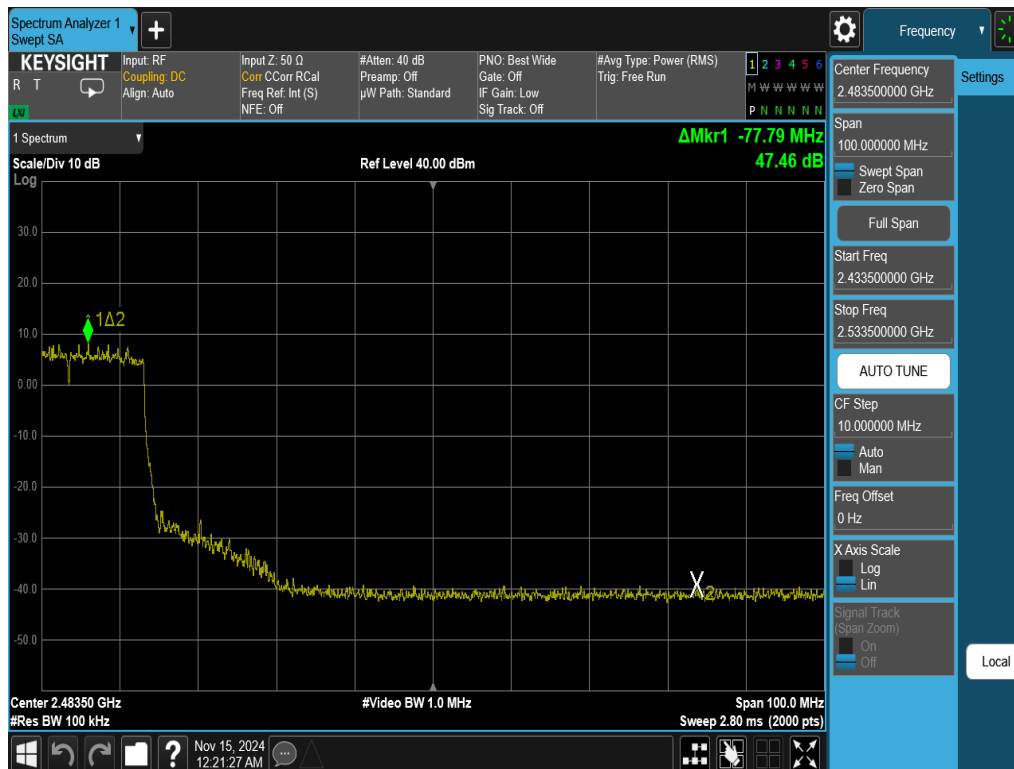 Spectrum Analyzer 1
Swept SA
Frequency
KEYSIGHT
R T
LXI
Input: RF
Coupling: DC
Align: Auto
Input Z: 50 Ω
Corr CCorr RCal
Freq Ref: Int (S)
NFE: Off
#Atten: 40 dB
Preamp: Off
µW Path: Standard
PNO: Best Wide
Gate: Off
IF Gain: Low
Sig Track: Off
#Avg Type: Power (RMS)
Trig: Free Run
1 2 3 4 5 6
M W W W W W
P N N N N N
1 Spectrum
ΔMkr1 -77.79 MHz
Scale/Div 10 dB
Ref Level 40.00 dBm
47.46 dB
Log
30.0
20.0
1Δ2
10.0
0.00
-10.0
-20.0
-30.0
-40.0
X2
-50.0
Center 2.48350 GHz
#Video BW 1.0 MHz
Span 100.0 MHz
#Res BW 100 kHz
Sweep 2.80 ms (2000 pts)
Nov 15, 2024
12:21:27 AM
Center Frequency
2.483500000 GHz
Settings
Span
100.000000 MHz
Swept Span
Zero Span
Full Span
Start Freq
2.433500000 GHz
Stop Freq
2.533500000 GHz
AUTO TUNE
CF Step
10.000000 MHz
Auto
Man
Freq Offset
0 Hz
X Axis Scale
Log
Lin
Signal Track
(Span Zoom)
On
Off
Local